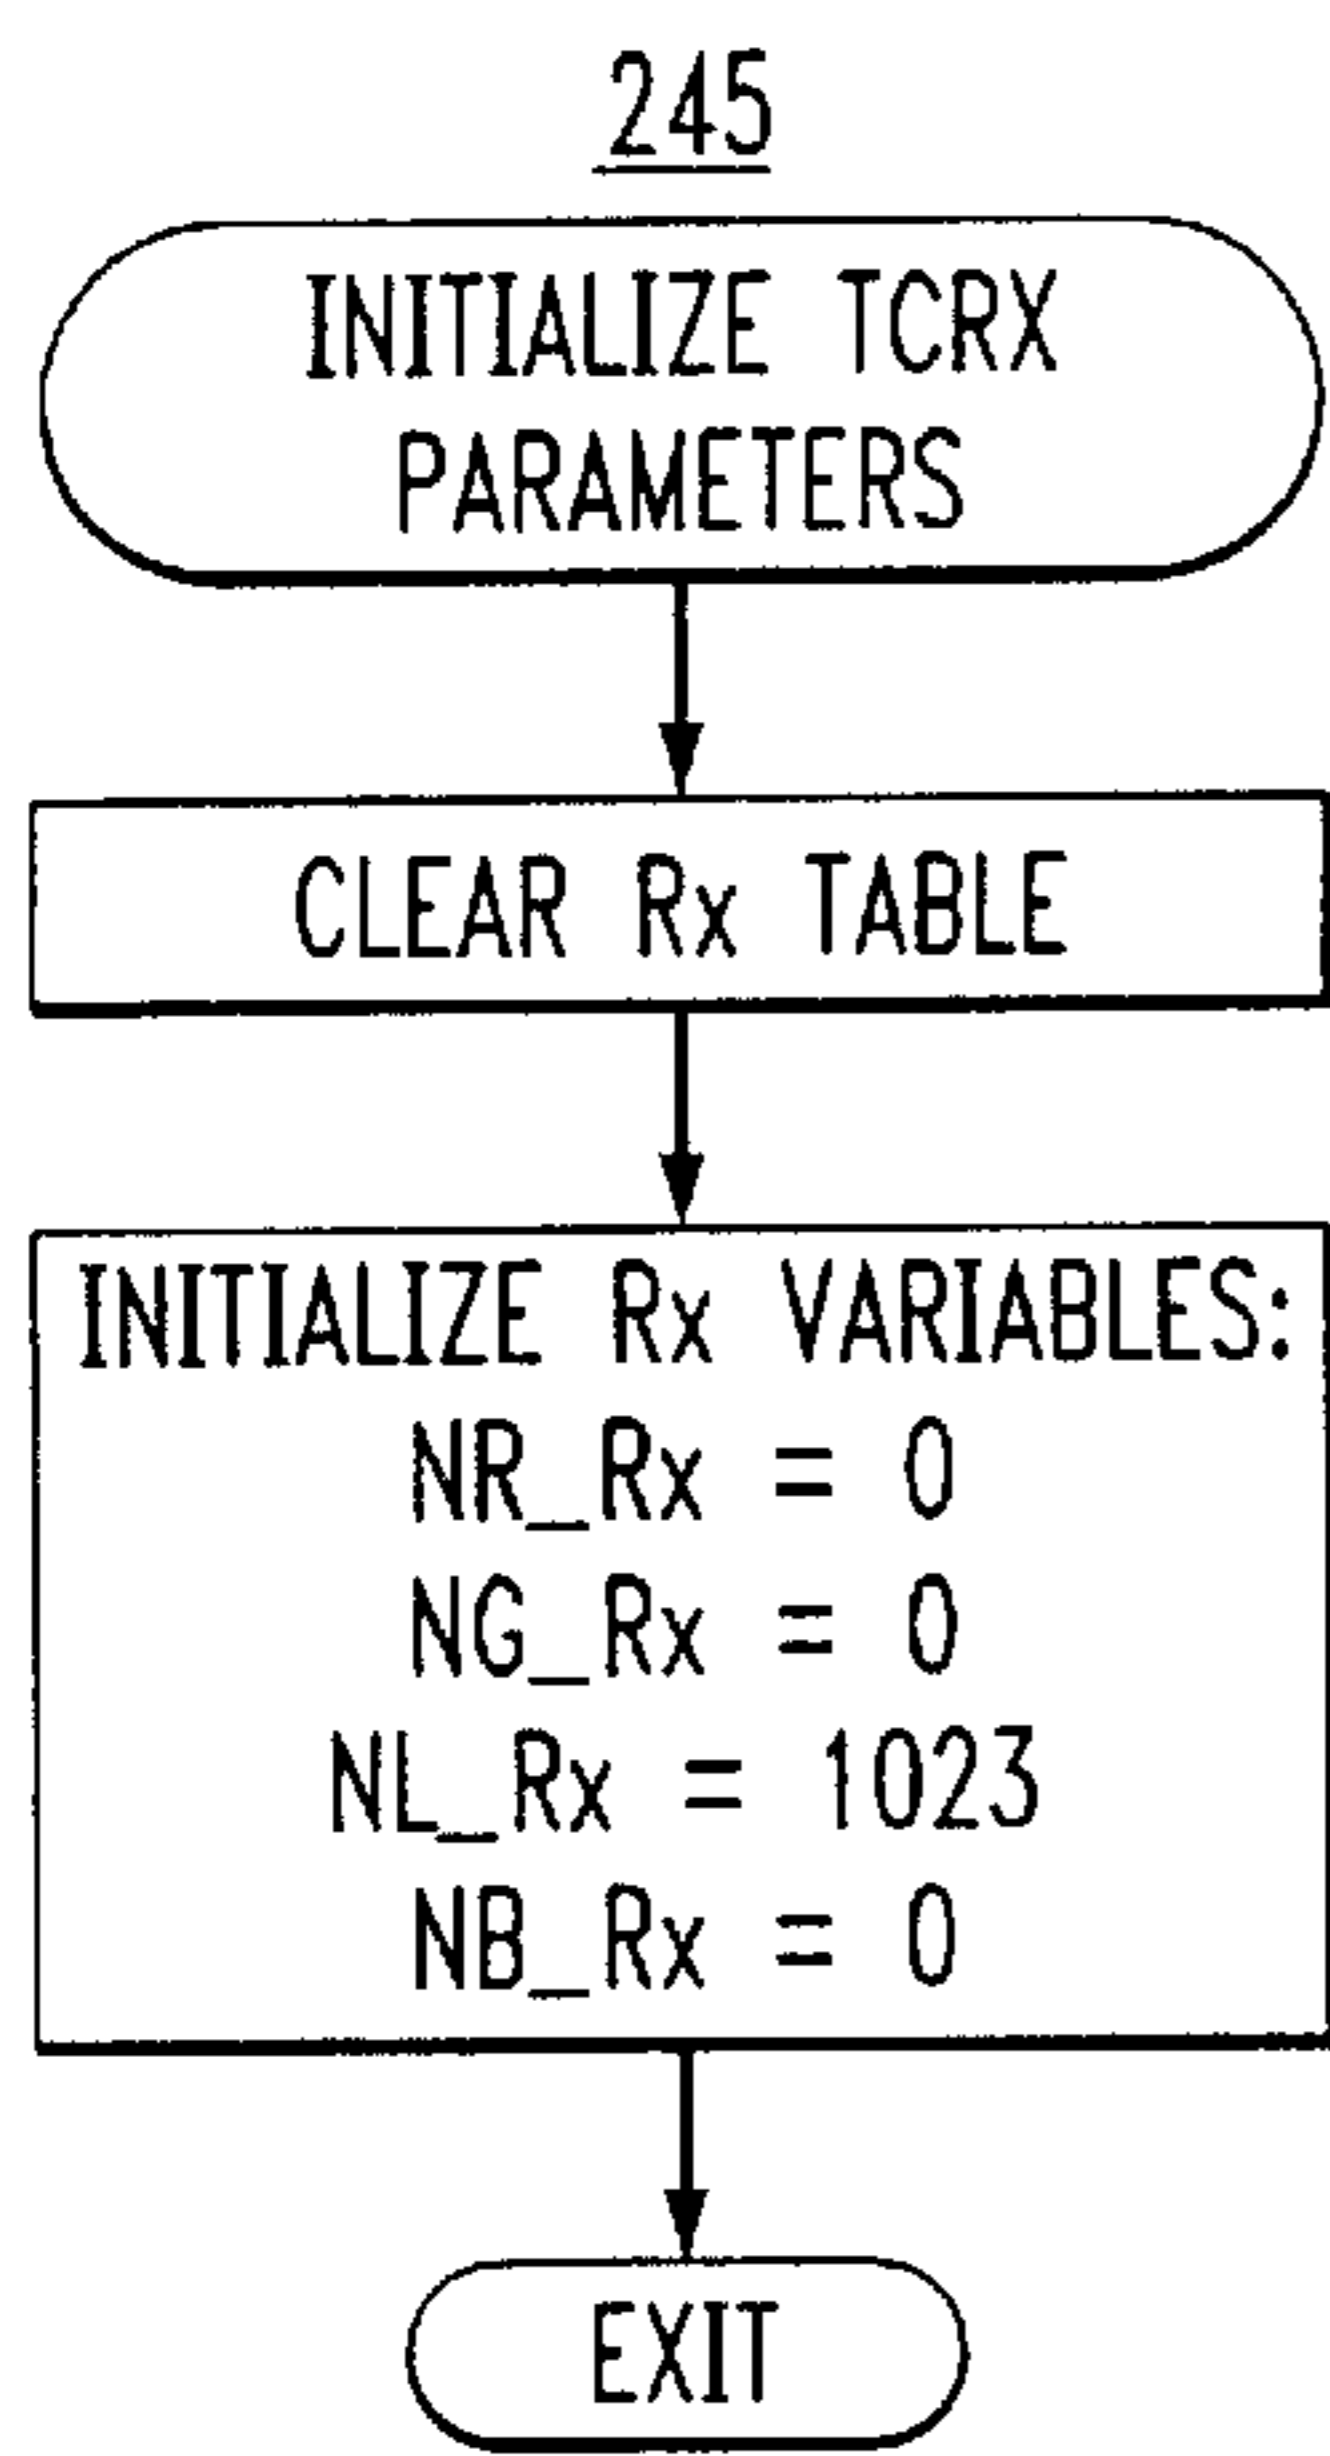 245
INITIALIZE TCRX
PARAMETERS
CLEAR Rx TABLE
INITIALIZE Rx VARIABLES:
NR_Rx = 0
NG_Rx = 0
NL_Rx = 1023
NB_Rx = 0
EXIT